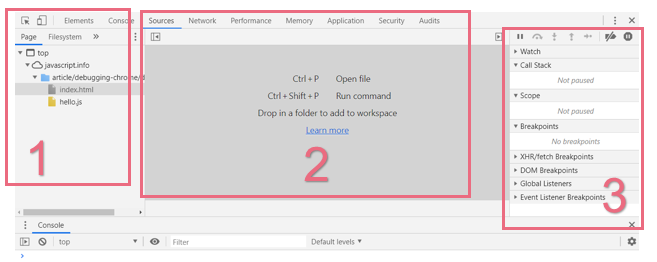 Elements Console Sources Network Performance Memory Application Security Audits
Page Filesystem
top
javascript.info
article/debugging-chrome/d
index.html
hello.js
1
Ctrl + P Open file
Ctrl + Shift + P Run command
Drop in a folder to add to workspace
Learn more
2
Watch
Call Stack
Not paused
Scope
Not paused
Breakpoints
No breakpoints
XHR/fetch Breakpoints
DOM Breakpoints
Global Listeners
Event Listener Breakpoints
3
Console
top Filter Default levels